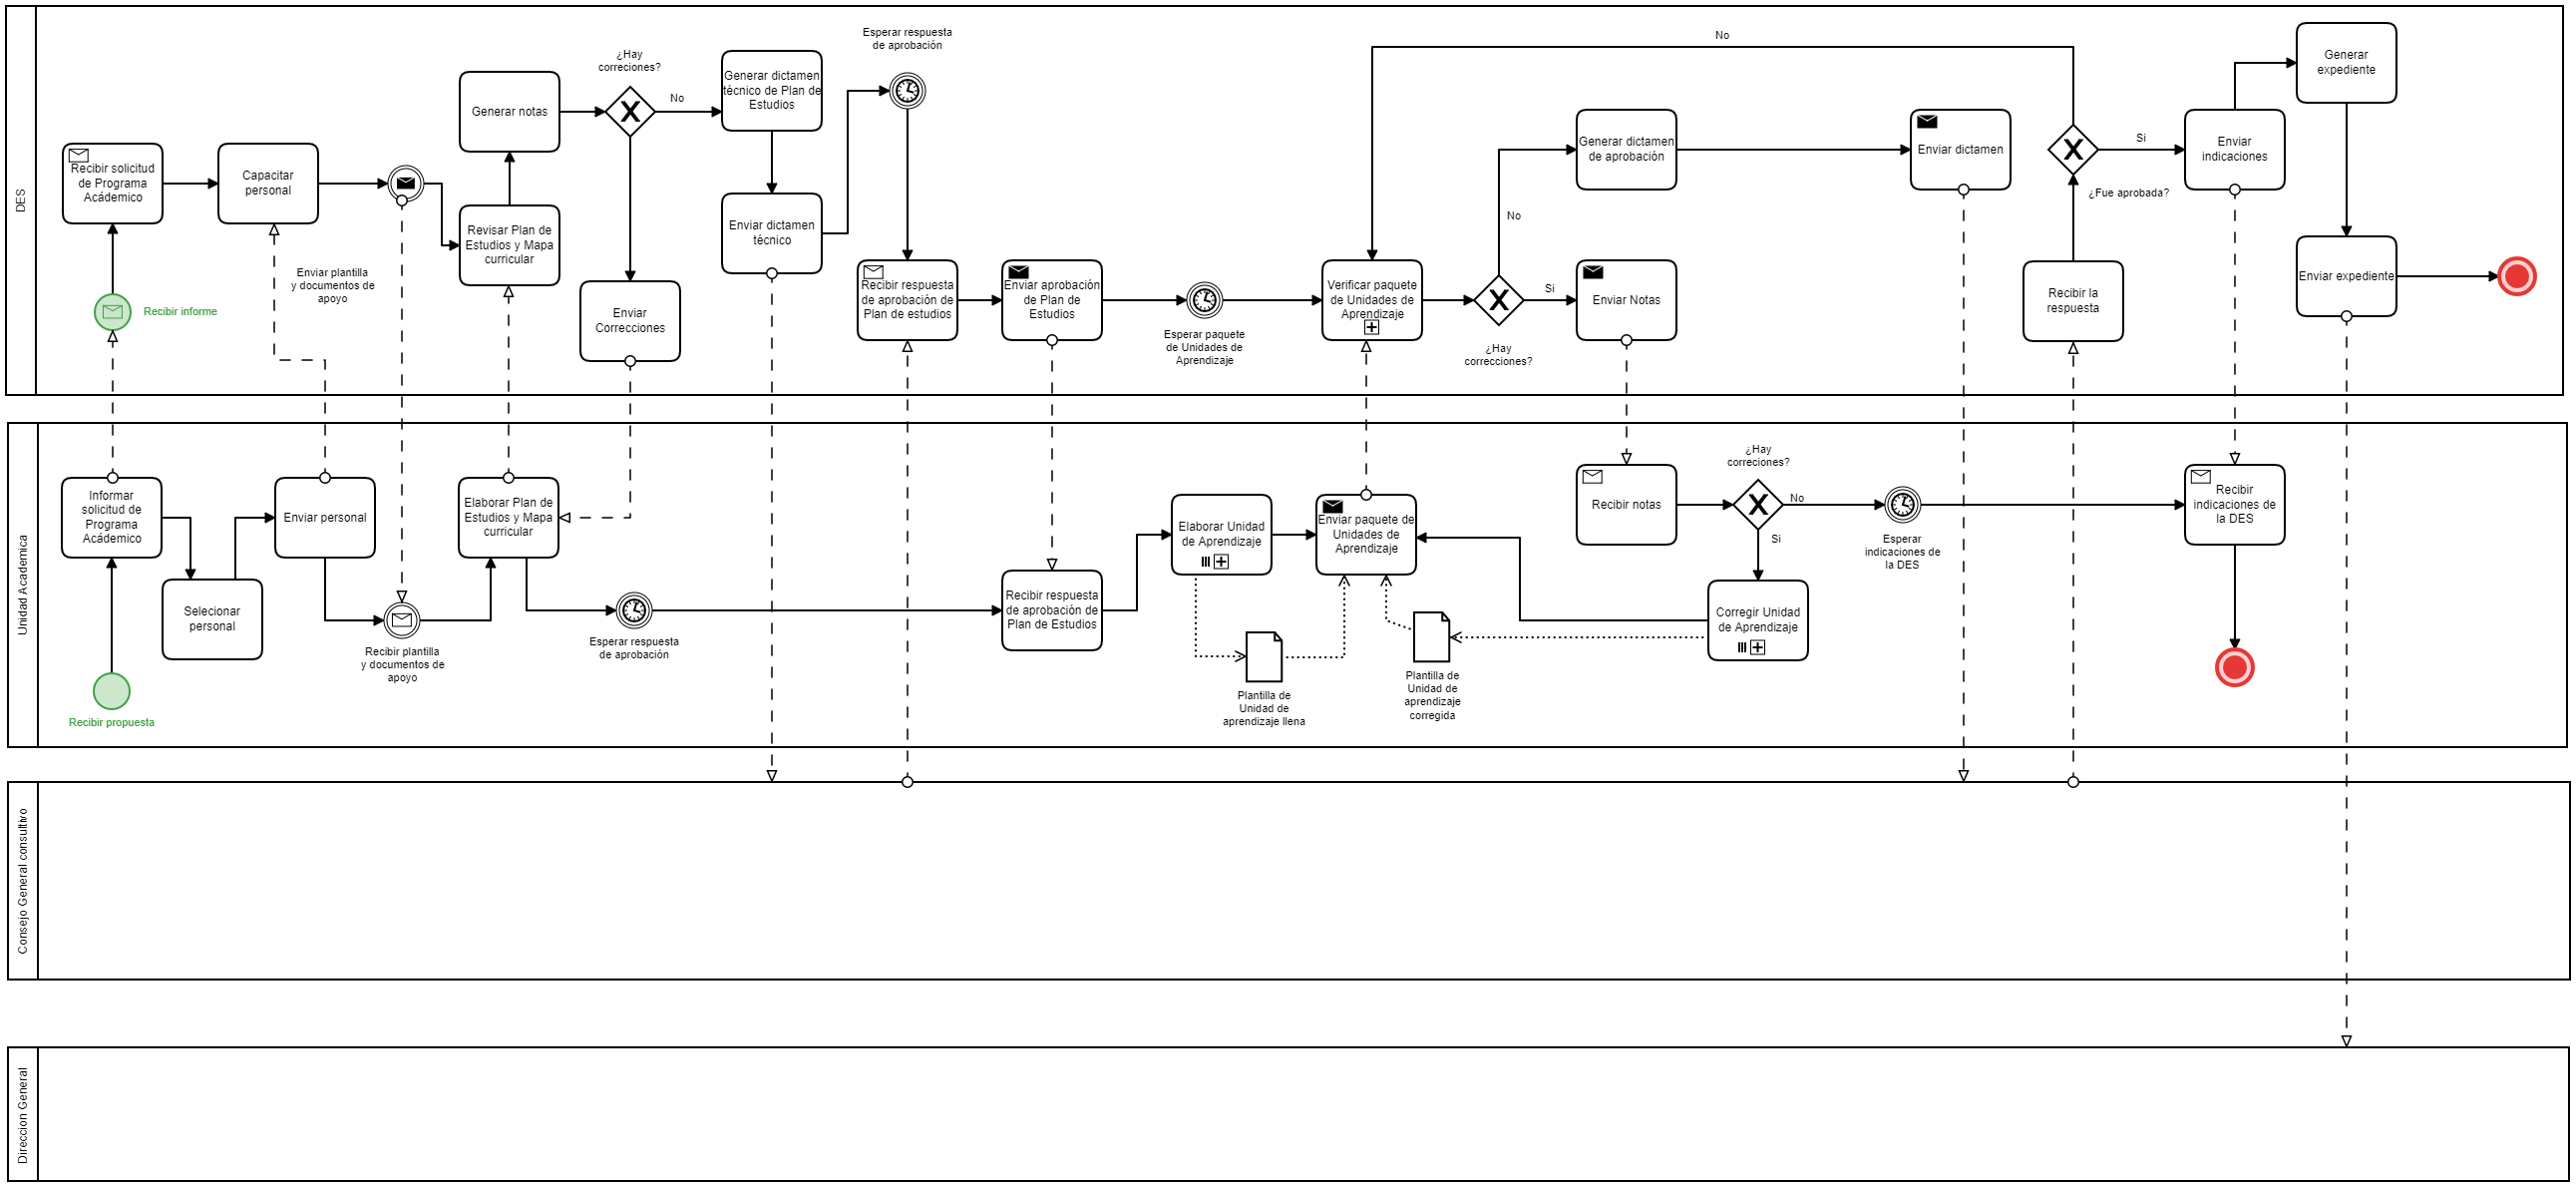 DES
Recibir solicitud
de Programa
Acádemico
Recibir informe
Capacitar
personal
Enviar plantilla
y documentos de
apoyo
Generar notas
Revisar Plan de
Estudios y Mapa
curricular
¿Hay
correciones?
No
Enviar
Correcciones
Generar dictamen
técnico de Plan de
Estudios
Enviar dictamen
técnico
Esperar respuesta
de aprobación
Recibir respuesta
de aprobación de
Plan de estudios
Enviar aprobación
de Plan de
Estudios
Esperar paquete
de Unidades de
Aprendizaje
Verificar paquete
de Unidades de
Aprendizaje
¿Hay
correcciones?
No
Si
Generar dictamen
de aprobación
Enviar Notas
No
Enviar dictamen
Recibir la
respuesta
¿Fue aprobada?
Si
Enviar
indicaciones
Generar
expediente
Enviar expediente
Unidad Academica
Informar
solicitud de
Programa
Acádemico
Recibir propuesta
Selecionar
personal
Enviar personal
Recibir plantilla
y documentos de
apoyo
Elaborar Plan de
Estudios y Mapa
curricular
Esperar respuesta
de aprobación
Recibir respuesta
de aprobación de
Plan de Estudios
Elaborar Unidad
de Aprendizaje
Plantilla de
Unidad de
aprendizaje llena
Enviar paquete de
Unidades de
Aprendizaje
Plantilla de
Unidad de
aprendizaje
corregida
Recibir notas
¿Hay
correciones?
No
Si
Corregir Unidad
de Aprendizaje
Esperar
indicaciones de
la DES
Recibir
indicaciones de
la DES
Consejo General consultivo
Direccion General